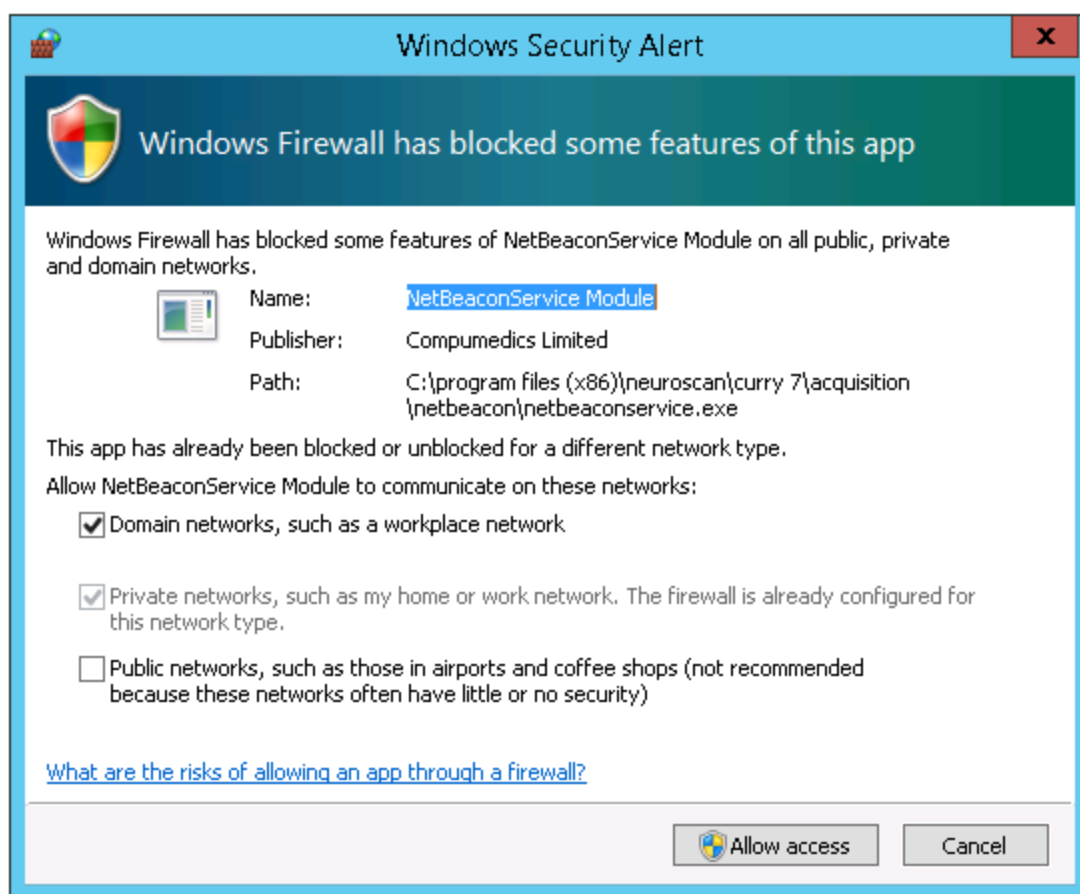 Windows Security Alert
x
Windows Firewall has blocked some features of this app
Windows Firewall has blocked some features of NetBeaconService Module on all public, private
and domain networks.
Name: NetBeaconService Module
Publisher: Compumedics Limited
Path: C:\program files (x86)\neuroscan\curry 7\acquisition
\netbeacon\netbeaconservice.exe
This app has already been blocked or unblocked for a different network type.
Allow NetBeaconService Module to communicate on these networks:
Domain networks, such as a workplace network
Private networks, such as my home or work network. The firewall is already configured for
this network type.
Public networks, such as those in airports and coffee shops (not recommended
because these networks often have little or no security)
What are the risks of allowing an app through a firewall?
Allow access Cancel